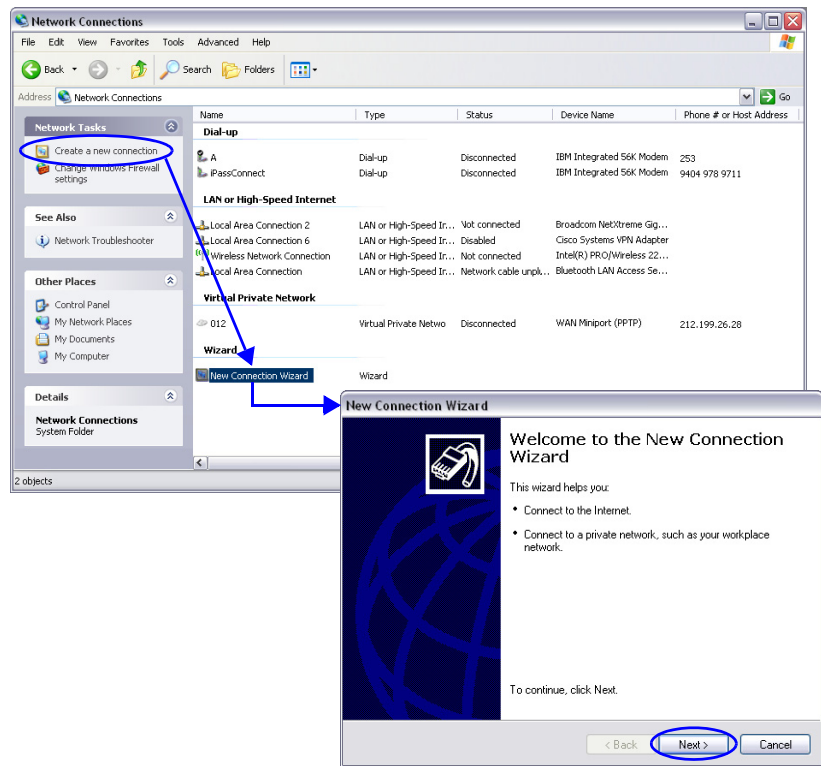 Network Connections
File Edit View Favorites Tools Advanced Help
Back Search Folders
Address Network Connections Go
Network Tasks
Create a new connection
Change Windows Firewall
settings
See Also
Network Troubleshooter
Other Places
Control Panel
My Network Places
My Documents
My Computer
Details
Network Connections
System Folder
Name Type Status Device Name Phone # or Host Address
Dial-up
A Dial-up Disconnected IBM Integrated 56K Modem 253
iPassConnect Dial-up Disconnected IBM Integrated 56K Modem 9404 978 9711
LAN or High-Speed Internet
Local Area Connection 2 LAN or High-Speed Ir... Not connected Broadcom NetXtreme Gig...
Local Area Connection 6 LAN or High-Speed Ir... Disabled Cisco Systems VPN Adapter
Wireless Network Connection LAN or High-Speed Ir... Not connected Intel(R) PRO/Wireless 22...
Local Area Connection LAN or High-Speed Ir... Network cable unpl... Bluetooth LAN Access Se...
Virtual Private Network
012 Virtual Private Netwo Disconnected WAN Miniport (PPTP) 212.199.26.28
Wizard
New Connection Wizard Wizard
2 objects
New Connection Wizard
Welcome to the New Connection
Wizard
This wizard helps you:
• Connect to the Internet.
• Connect to a private network, such as your workplace
network.
To continue, click Next.
< Back Next > Cancel